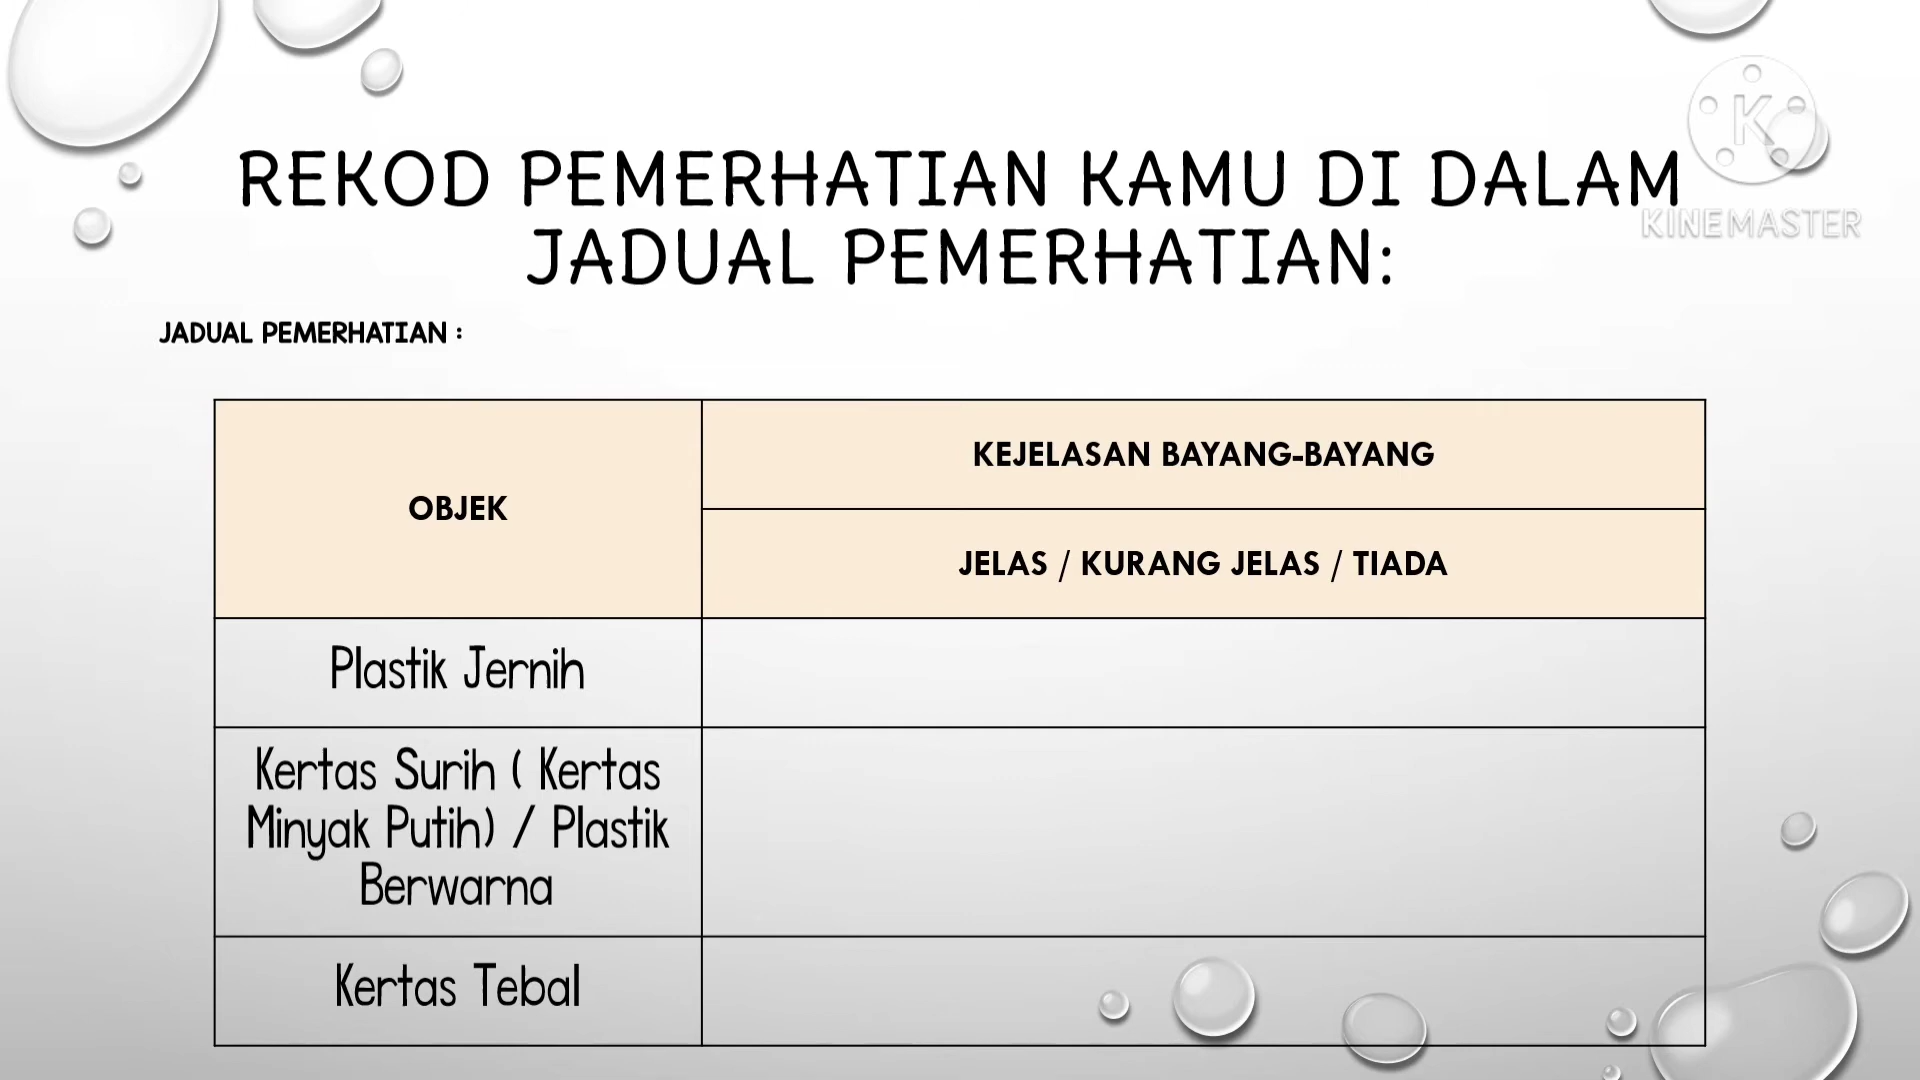 REKOD PEMERHATIAN KAMU DI DALAM
JADUAL PEMERHATIAN:
KINEMASTER
JADUAL PEMERHATIAN :
OBJEK
KEJELASAN BAYANG-BAYANG
JELAS / KURANG JELAS / TIADA
Plastik Jernih
Kertas Surih ( Kertas
Minyak Putih) / Plastik
Berwarna
Kertas Tebal